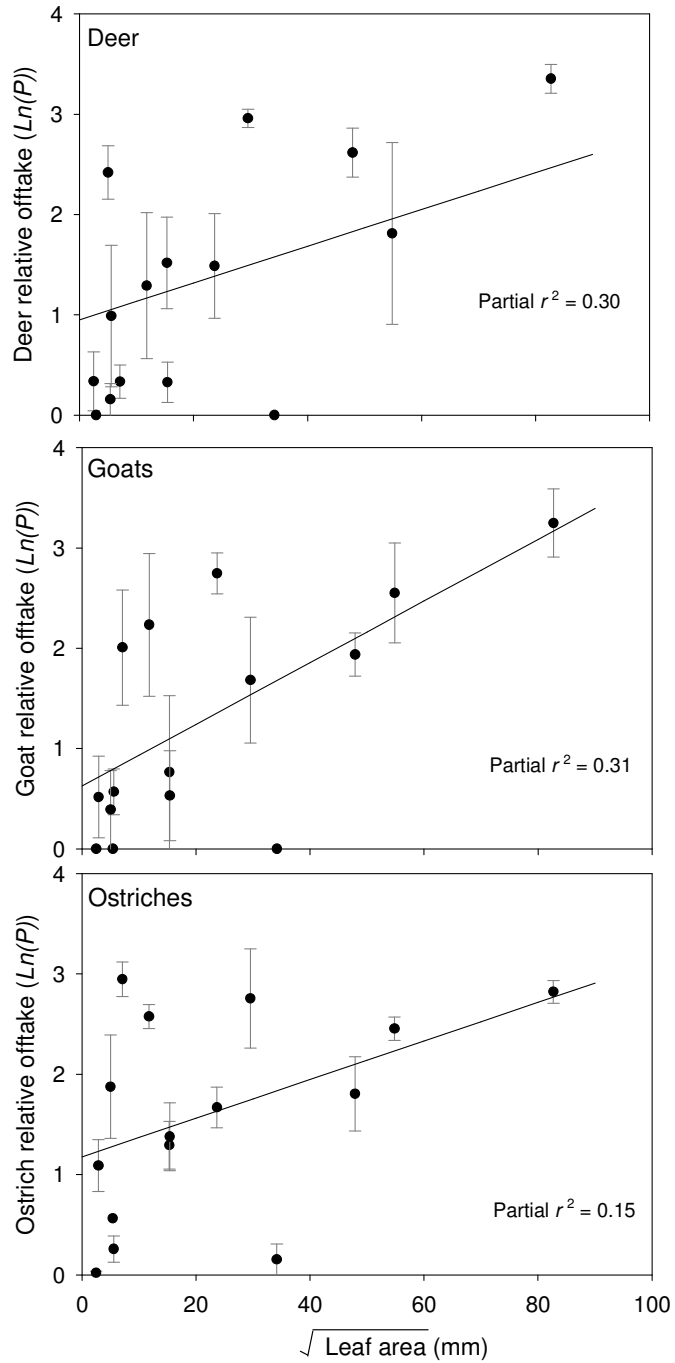 Deer
Deer relative offtake (Ln(P))
4
3
2
1
0
Partial r² = 0.30
Goats
Goat relative offtake (Ln(P))
4
3
2
1
0
Partial r² = 0.31
Ostriches
Ostrich relative offtake (Ln(P))
4
3
2
1
0
Partial r² = 0.15
0 20 40 60 80 100
√Leaf area (mm)